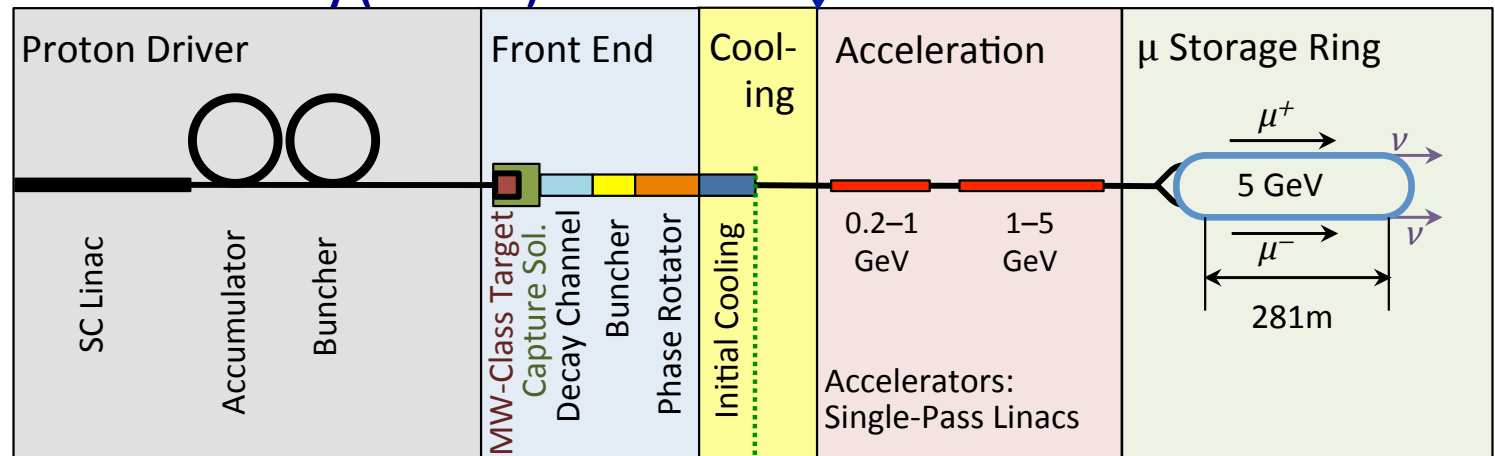 Proton Driver
SC Linac
Accumulator
Buncher
Front End
MW-Class Target
Capture Sol.
Decay Channel
Buncher
Phase Rotator
Cool-
ing
Initial Cooling
Acceleration
0.2–1
GeV
1–5
GeV
Accelerators:
Single-Pass Linacs
μ Storage Ring
μ+
ν
5 GeV
μ−
ν
281m